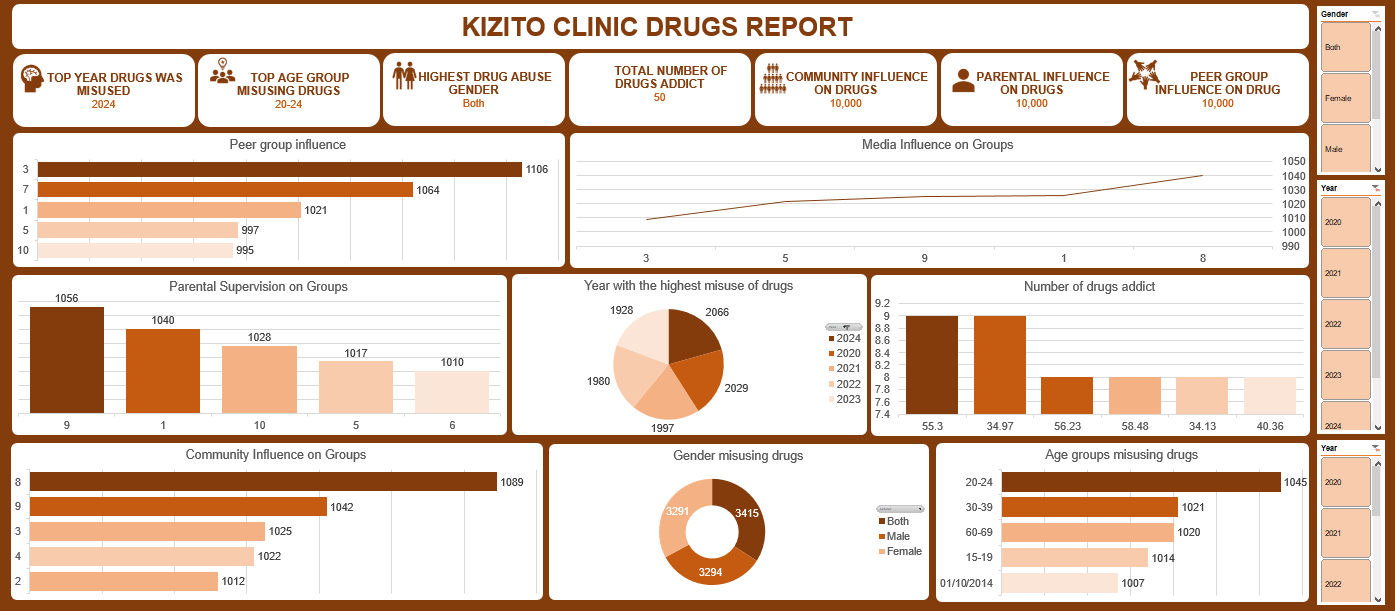 KIZITO CLINIC DRUGS REPORT
TOP YEAR DRUGS WAS
MISUSED
2024
TOP AGE GROUP
MISUSING DRUGS
20-24
HIGHEST DRUG ABUSE
GENDER
Both
TOTAL NUMBER OF
DRUGS ADDICT
50
COMMUNITY INFLUENCE
ON DRUGS
10,000
PARENTAL INFLUENCE
ON DRUGS
10,000
PEER GROUP
INFLUENCE ON DRUG
10,000
Gender
Both
Female
Male
Peer group influence
3 1106
7 1064
1 1021
5 997
10 995
Media Influence on Groups
1050
1040
1030
1020
1010
1000
990
3 5 9 1 8
Year
2020
2021
2022
2023
2024
Parental Supervision on Groups
1056
1040
1028
1017
1010
9 1 10 5 6
Year with the highest misuse of drugs
2066
2029
1997
1980
1928
2024
2020
2021
2022
2023
Number of drugs addict
9.2
9
8.8
8.6
8.4
8.2
8
7.8
7.6
7.4
55.3 34.97 56.23 58.48 34.13 40.36
Community Influence on Groups
8 1089
9 1042
3 1025
4 1022
2 1012
Gender misusing drugs
3415
3294
3291
Both
Male
Female
Age groups misusing drugs
20-24 1045
30-39 1021
60-69 1020
15-19 1014
01/10/2014 1007
Year
2020
2021
2022